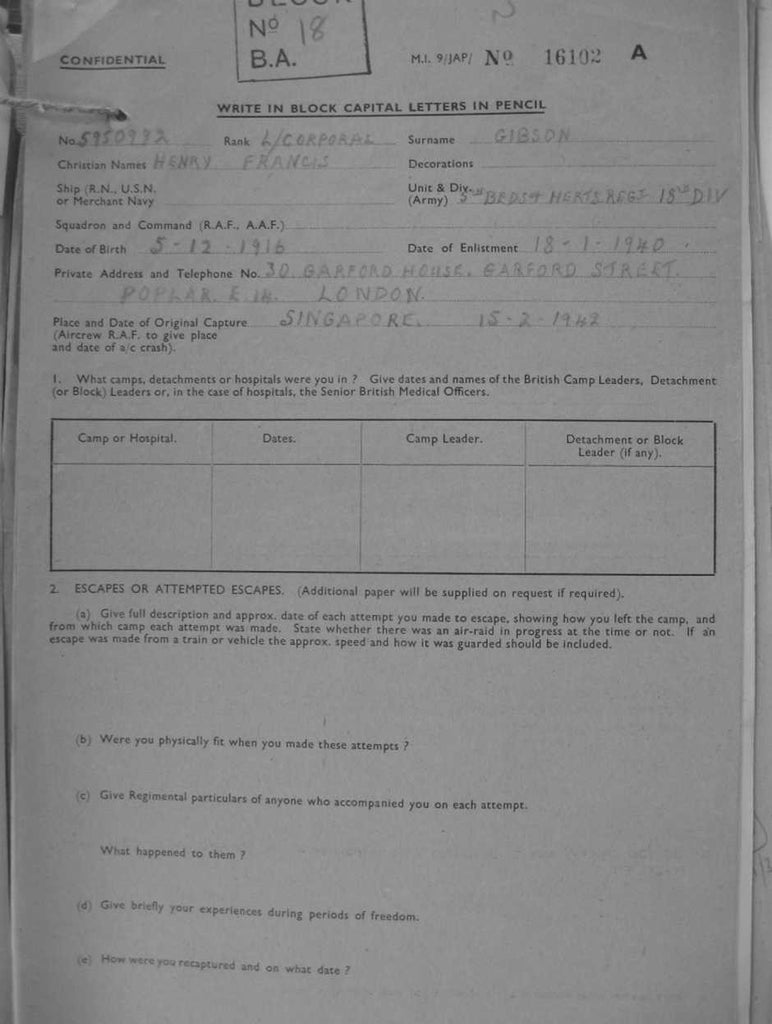 BLOCK
Nº 18
B.A.
CONFIDENTIAL
M.I. 9/JAP/ Nº 16102 A
WRITE IN BLOCK CAPITAL LETTERS IN PENCIL
No. 5950992 Rank L/CORPORAL Surname GIBSON
Christian Names HENRY FRANCIS Decorations
Ship (R.N., U.S.N. or Merchant Navy
Unit & Div. (Army) 5TH BEDS & HERTS REGT 18TH DIV
Squadron and Command (R.A.F., A.A.F.)
Date of Birth 5-12-1916 Date of Enlistment 18-1-1940
Private Address and Telephone No. 30 GARFORD HOUSE, GARFORD STREET.
POPLAR. E.14. LONDON.
Place and Date of Original Capture SINGAPORE. 15-2-1942
(Aircrew R.A.F. to give place
and date of a/c crash).
1. What camps, detachments or hospitals were you in ? Give dates and names of the British Camp Leaders, Detachment
(or Block) Leaders or, in the case of hospitals, the Senior British Medical Officers.
Camp or Hospital. Dates. Camp Leader. Detachment or Block
Leader (if any).
2. ESCAPES OR ATTEMPTED ESCAPES. (Additional paper will be supplied on request if required).
(a) Give full description and approx. date of each attempt you made to escape, showing how you left the camp, and
from which camp each attempt was made. State whether there was an air-raid in progress at the time or not. If an
escape was made from a train or vehicle the approx. speed and how it was guarded should be included.
(b) Were you physically fit when you made these attempts ?
(c) Give Regimental particulars of anyone who accompanied you on each attempt.
What happened to them ?
(d) Give briefly your experiences during periods of freedom.
(e) How were you recaptured and on what date ?